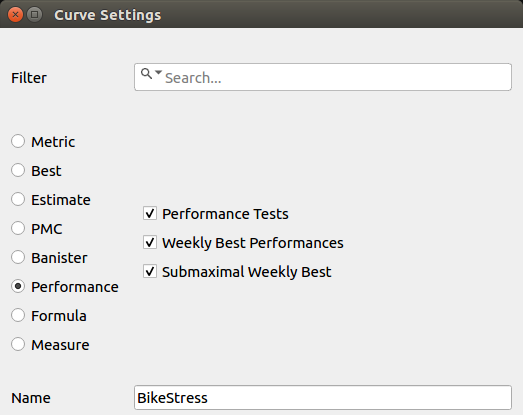 Curve Settings
Filter
Search...
Metric
Best
Estimate
PMC
Banister
Performance
Formula
Measure
Performance Tests
Weekly Best Performances
Submaximal Weekly Best
Name
BikeStress